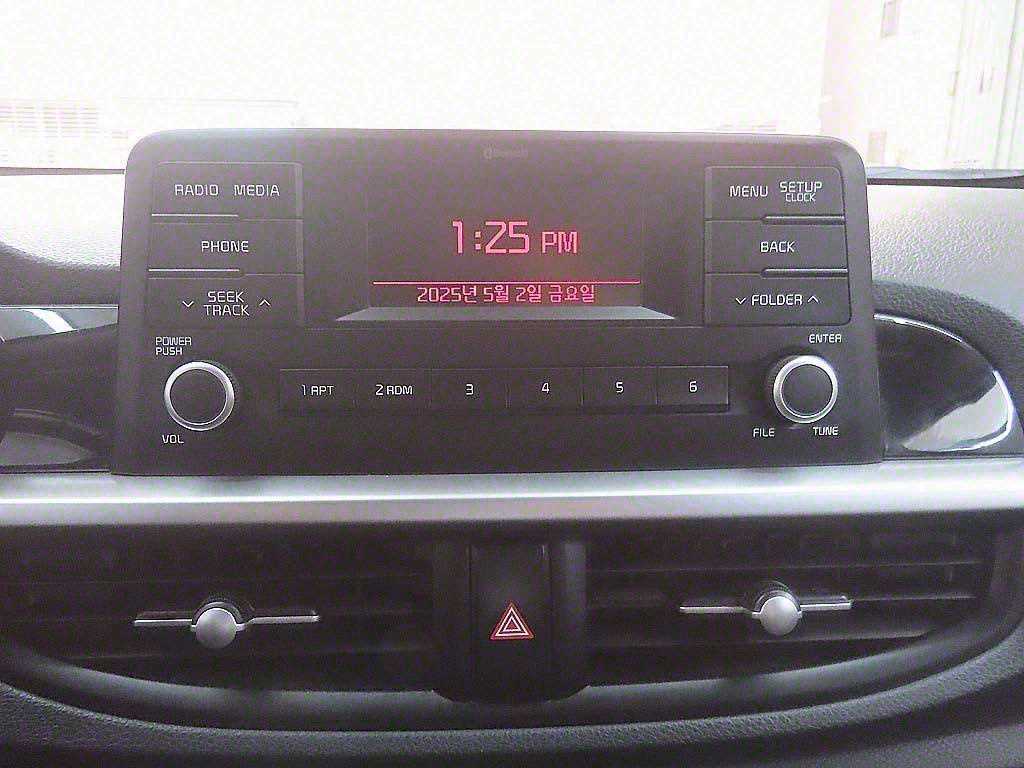 Bluetooth
RADIO MEDIA
MENU SETUP
CLOCK
PHONE
1:25 PM
BACK
SEEK
TRACK
2025년 5월 2일 금요일
FOLDER
POWER
PUSH
ENTER
1 RPT
2 RDM
3
4
5
6
VOL
FILE
TUNE